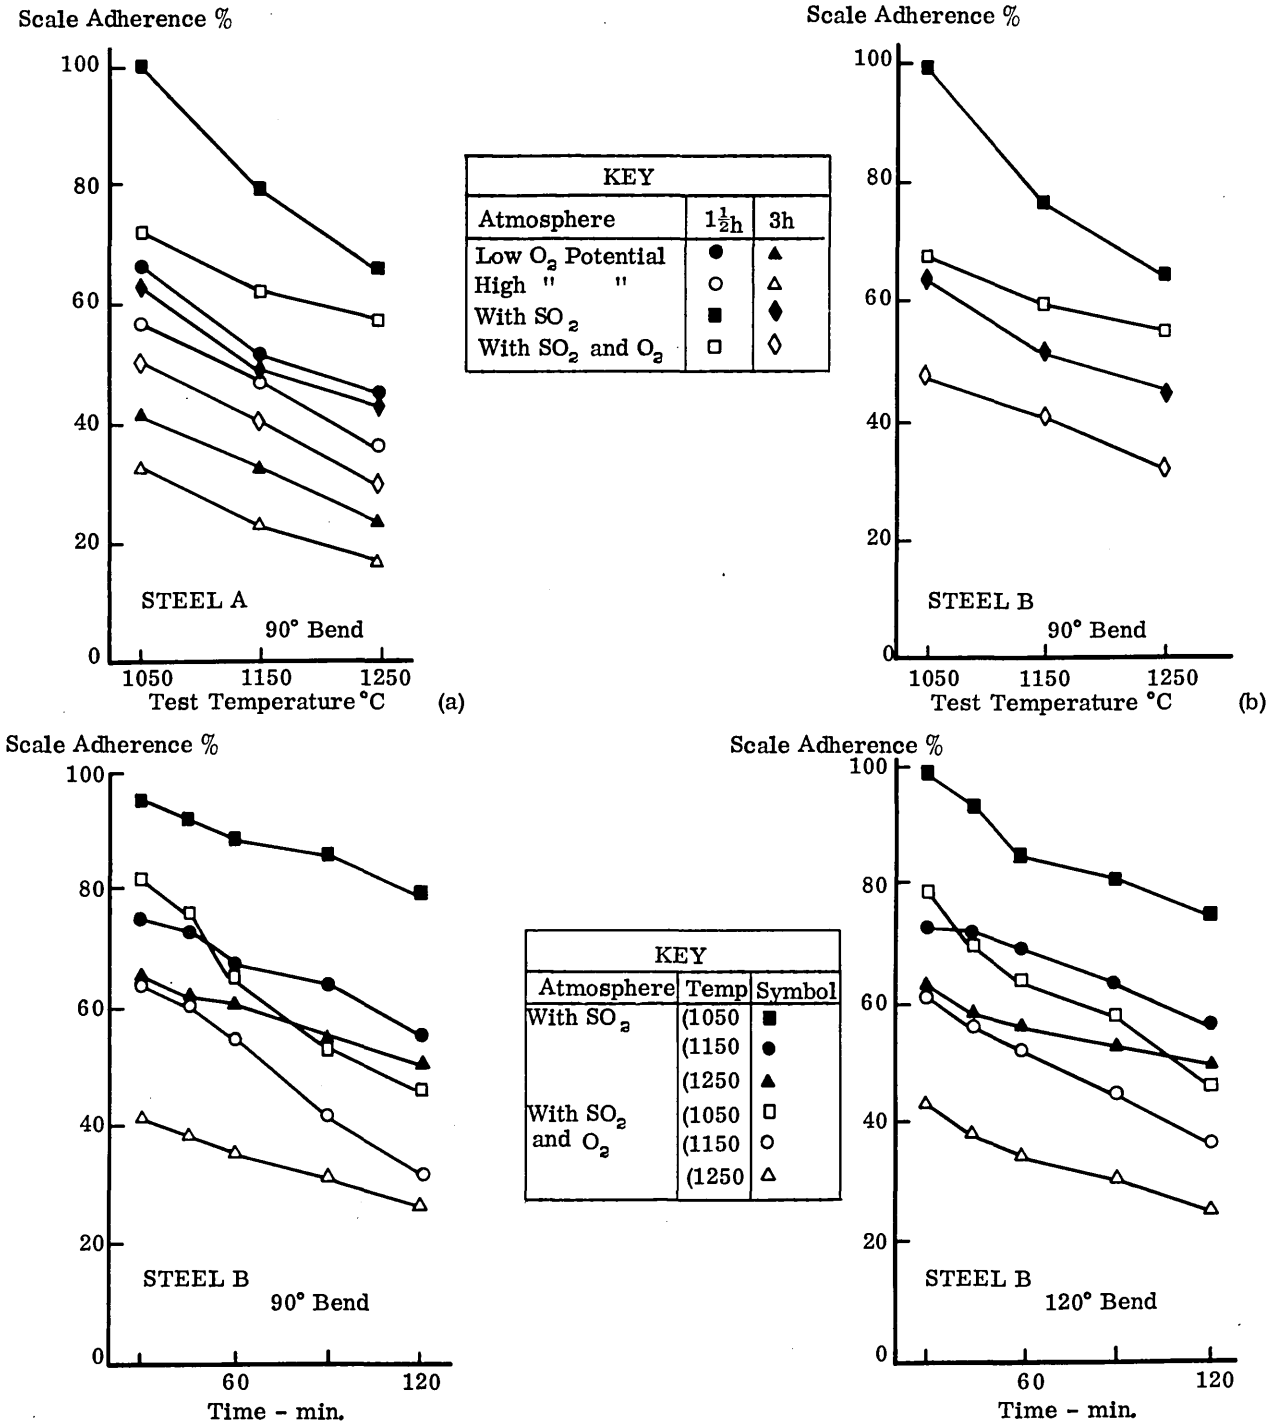 Scale Adherence %
100
80
60
40
20
0
1050 1150 1250
Test Temperature °C
(a)
STEEL A
90° Bend
KEY
Atmosphere 1½h 3h
Low O₂ Potential
High " "
With SO₂
With SO₂ and O₂
Scale Adherence %
100
80
60
40
20
0
1050 1150 1250
Test Temperature °C
(b)
STEEL B
90° Bend
Scale Adherence %
100
80
60
40
20
0
60 120
Time - min.
STEEL B
90° Bend
KEY
Atmosphere Temp Symbol
With SO₂ (1050
(1150
(1250
With SO₂ (1050
and O₂ (1150
(1250
Scale Adherence %
100
80
60
40
20
0
60 120
Time - min.
STEEL B
120° Bend